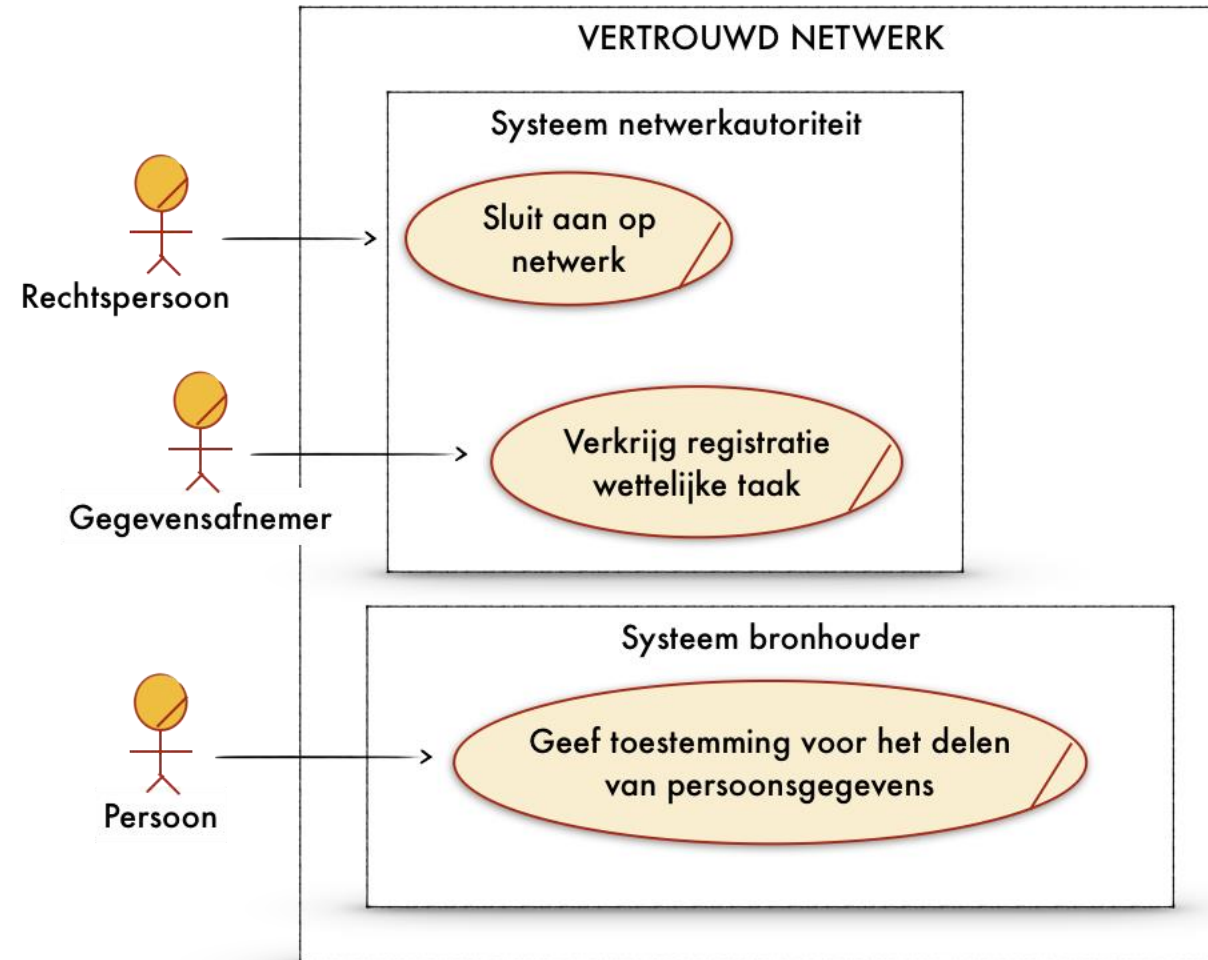 VERTROUWD NETWERK
Systeem netwerkautoriteit
Sluit aan op
netwerk
Rechtspersoon
Verkrijg registratie
wettelijke taak
Gegevensafnemer
Systeem bronhouder
Geef toestemming voor het delen
van persoonsgegevens
Persoon